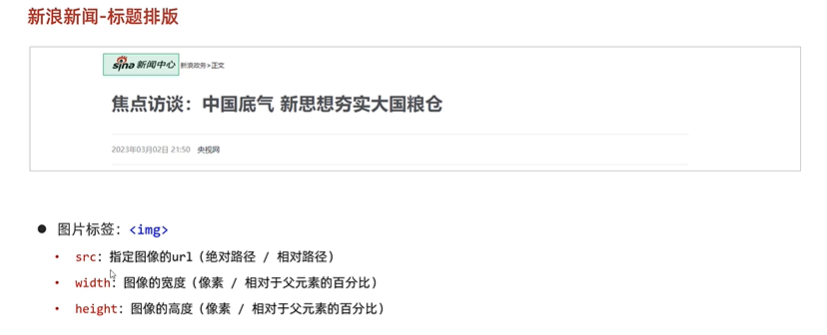 新浪新闻-标题排版
sina 新闻中心 新浪政务>正文
焦点访谈：中国底气 新思想夯实大国粮仓
2023年03月02日 21:50 央视网
● 图片标签：<img>
• src：指定图像的url（绝对路径 / 相对路径）
• width：图像的宽度（像素 / 相对于父元素的百分比）
• height：图像的高度（像素 / 相对于父元素的百分比）